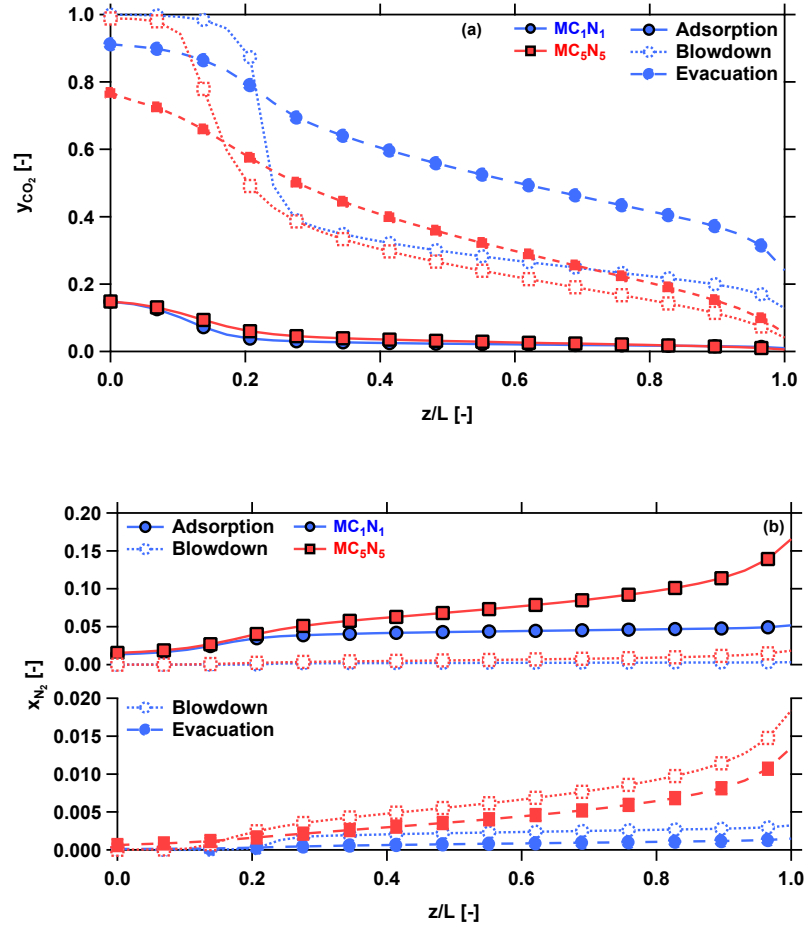 1.0
0.8
0.6
0.4
0.2
0.0
y_CO₂ [-]
(a)
MC₁N₁
MC₅N₅
Adsorption
Blowdown
Evacuation
0.0 0.2 0.4 0.6 0.8 1.0
z/L [-]
0.20
0.15
0.10
0.05
0.00
Adsorption
Blowdown
MC₁N₁
MC₅N₅
(b)
x_N₂ [-]
0.020
0.015
0.010
0.005
0.000
Blowdown
Evacuation
0.0 0.2 0.4 0.6 0.8 1.0
z/L [-]